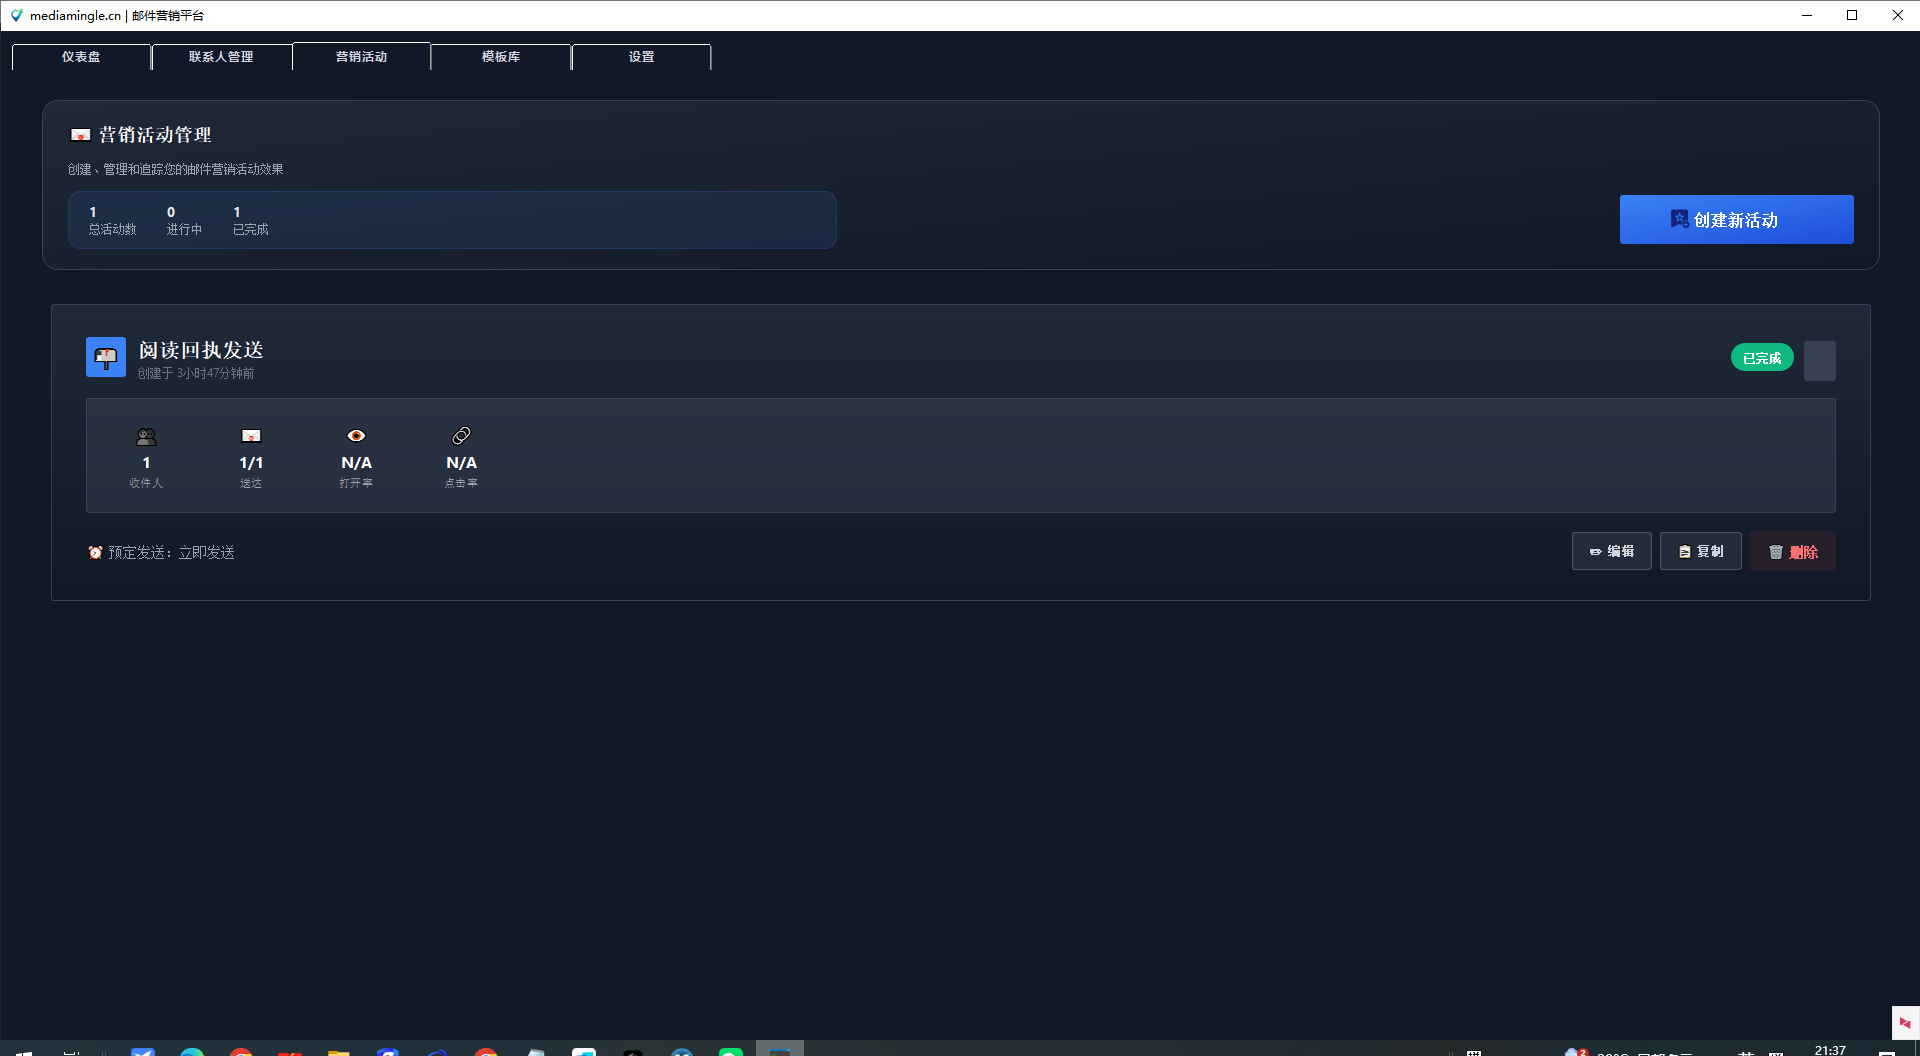 mediamingle.cn | 邮件营销平台
仪表盘
联系人管理
营销活动
模板库
设置
营销活动管理
创建、管理和追踪您的邮件营销活动效果
1
总活动数
0
进行中
1
已完成
创建新活动
阅读回执发送
创建于 3小时47分钟前
已完成
1
收件人
1/1
送达
N/A
打开率
N/A
点击率
预定发送：立即发送
编辑
复制
删除
2
21:37